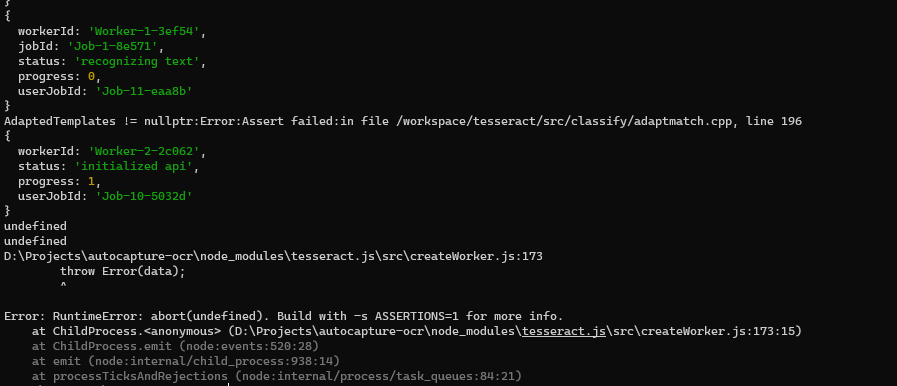 }
{
  workerId: 'Worker-1-3ef54',
  jobId: 'Job-1-8e571',
  status: 'recognizing text',
  progress: 0,
  userJobId: 'Job-11-eaa8b'
}
AdaptedTemplates != nullptr:Error:Assert failed:in file /workspace/tesseract/src/classify/adaptmatch.cpp, line 196
{
  workerId: 'Worker-2-2c062',
  status: 'initialized api',
  progress: 1,
  userJobId: 'Job-10-5032d'
}
undefined
undefined
D:\Projects\autocapture-ocr\node_modules\tesseract.js\src\createWorker.js:173
        throw Error(data);
        ^

Error: RuntimeError: abort(undefined). Build with -s ASSERTIONS=1 for more info.
    at ChildProcess.<anonymous> (D:\Projects\autocapture-ocr\node_modules\tesseract.js\src\createWorker.js:173:15)
    at ChildProcess.emit (node:events:520:28)
    at emit (node:internal/child_process:938:14)
    at processTicksAndRejections (node:internal/process/task_queues:84:21)